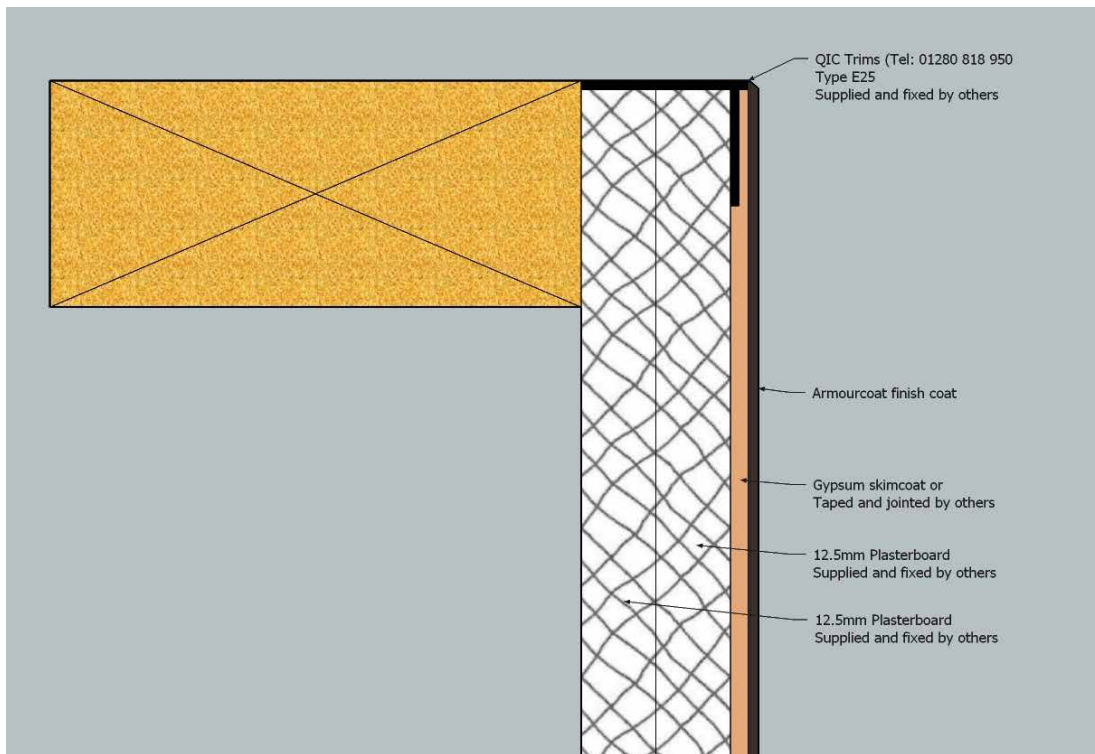 QIC Trims (Tel: 01280 818 950
Type E25
Supplied and fixed by others
Armourcoat finish coat
Gypsum skimcoat or
Taped and jointed by others
12.5mm Plasterboard
Supplied and fixed by others
12.5mm Plasterboard
Supplied and fixed by others